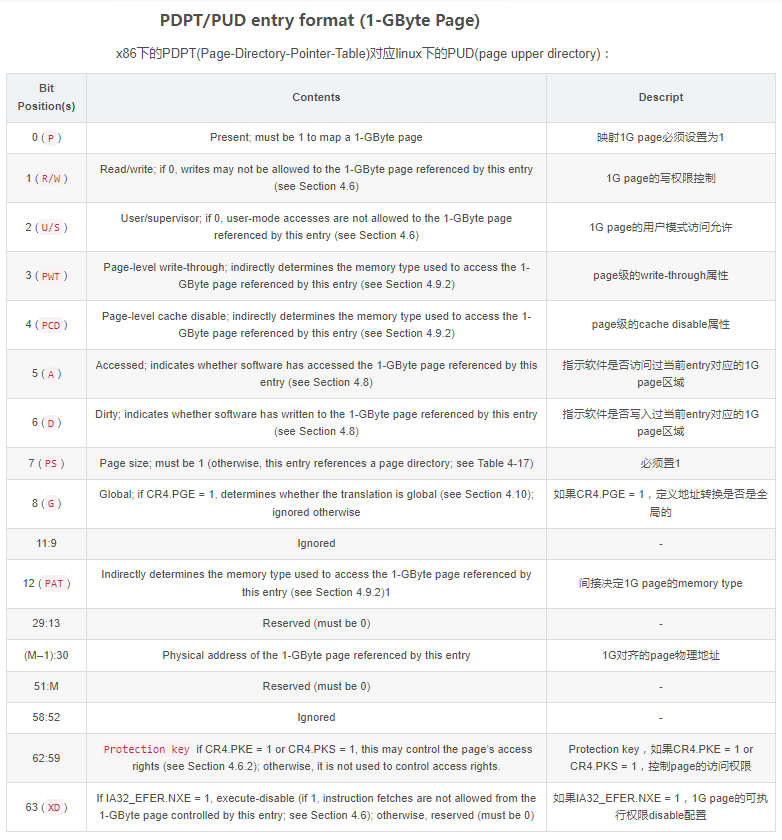 PDPT/PUD entry format (1-GByte Page)
x86下的PDPT(Page-Directory-Pointer-Table)对应linux下的PUD(page upper directory)：
Bit
Position(s)
Contents
Descript
0 ( P )
Present; must be 1 to map a 1-GByte page
映射1G page必须设置为1
1 ( R/W )
Read/write; if 0, writes may not be allowed to the 1-GByte page referenced by this entry
(see Section 4.6)
1G page的写权限控制
2 ( U/S )
User/supervisor; if 0, user-mode accesses are not allowed to the 1-GByte page
referenced by this entry (see Section 4.6)
1G page的用户模式访问允许
3 ( PWT )
Page-level write-through; indirectly determines the memory type used to access the 1-
GByte page referenced by this entry (see Section 4.9.2)
page级的write-through属性
4 ( PCD )
Page-level cache disable; indirectly determines the memory type used to access the 1-
GByte page referenced by this entry (see Section 4.9.2)
page级的cache disable属性
5 ( A )
Accessed; indicates whether software has accessed the 1-GByte page referenced by this
entry (see Section 4.8)
指示软件是否访问过当前entry对应的1G
page区域
6 ( D )
Dirty; indicates whether software has written to the 1-GByte page referenced by this entry
(see Section 4.8)
指示软件是否写入过当前entry对应的1G
page区域
7 ( PS )
Page size; must be 1 (otherwise, this entry references a page directory; see Table 4-17)
必须置1
8 ( G )
Global; if CR4.PGE = 1, determines whether the translation is global (see Section 4.10);
ignored otherwise
如果CR4.PGE = 1，定义地址转换是否是全
局的
11:9
Ignored
-
12 ( PAT )
Indirectly determines the memory type used to access the 1-GByte page referenced by
this entry (see Section 4.9.2)1
间接决定1G page的memory type
29:13
Reserved (must be 0)
-
(M–1):30
Physical address of the 1-GByte page referenced by this entry
1G对齐的page物理地址
51:M
Reserved (must be 0)
-
58:52
Ignored
-
62:59
Protection key if CR4.PKE = 1 or CR4.PKS = 1, this may control the page's access
rights (see Section 4.6.2); otherwise, it is not used to control access rights.
Protection key，如果CR4.PKE = 1 or
CR4.PKS = 1，控制page的访问权限
63 ( XD )
If IA32_EFER.NXE = 1, execute-disable (if 1, instruction fetches are not allowed from the
1-GByte page controlled by this entry; see Section 4.6); otherwise, reserved (must be 0)
如果IA32_EFER.NXE = 1，1G page的可执
行权限disable配置